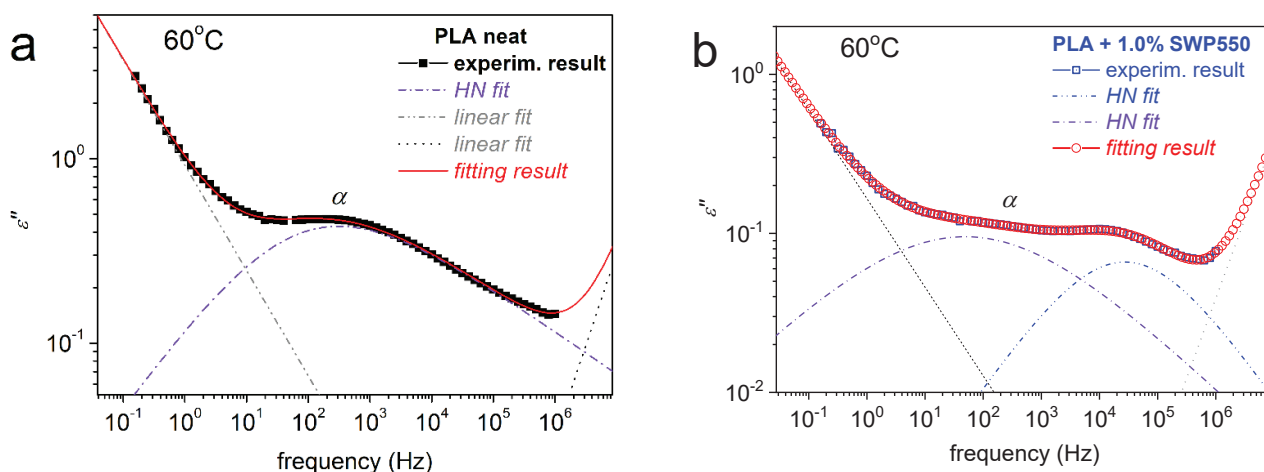 a
60°C
PLA neat
experim. result
HN fit
linear fit
linear fit
fitting result
α
ε''
10⁰
10⁻¹
10⁻¹ 10⁰ 10¹ 10² 10³ 10⁴ 10⁵ 10⁶
frequency (Hz)
b
60°C
PLA + 1.0% SWP550
experim. result
HN fit
HN fit
fitting result
α
ε''
10⁰
10⁻¹
10⁻²
10⁻¹ 10⁰ 10¹ 10² 10³ 10⁴ 10⁵ 10⁶
frequency (Hz)